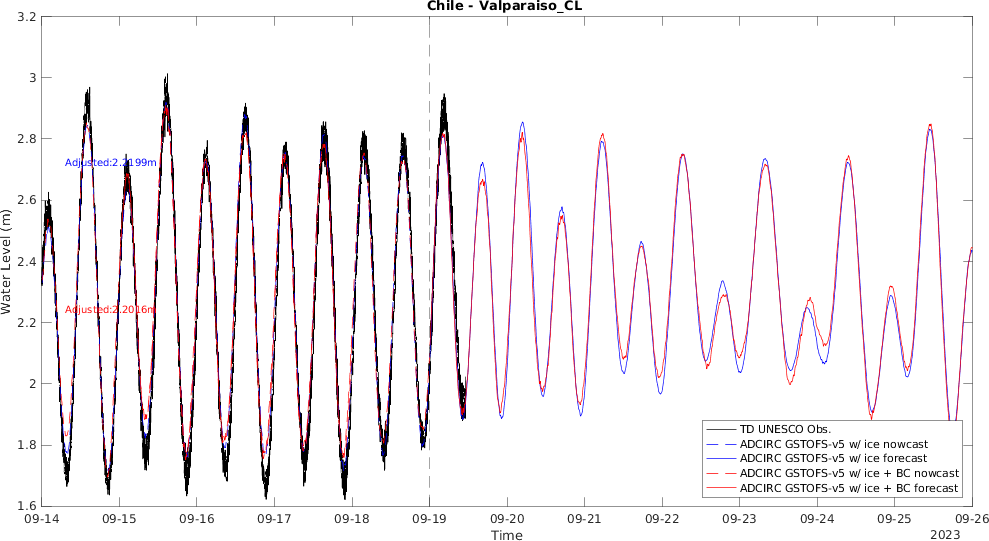 Chile - Valparaiso_CL
3.2
3
2.8
2.6
2.4
2.2
2
1.8
1.6
Water Level (m)
Adjusted:2.2199m
Adjusted:2.2016m
TD UNESCO Obs.
ADCIRC GSTOFS-v5 w/ ice nowcast
ADCIRC GSTOFS-v5 w/ ice forecast
ADCIRC GSTOFS-v5 w/ ice + BC nowcast
ADCIRC GSTOFS-v5 w/ ice + BC forecast
09-14 09-15 09-16 09-17 09-18 09-19 09-20 09-21 09-22 09-23 09-24 09-25 09-26
Time
2023